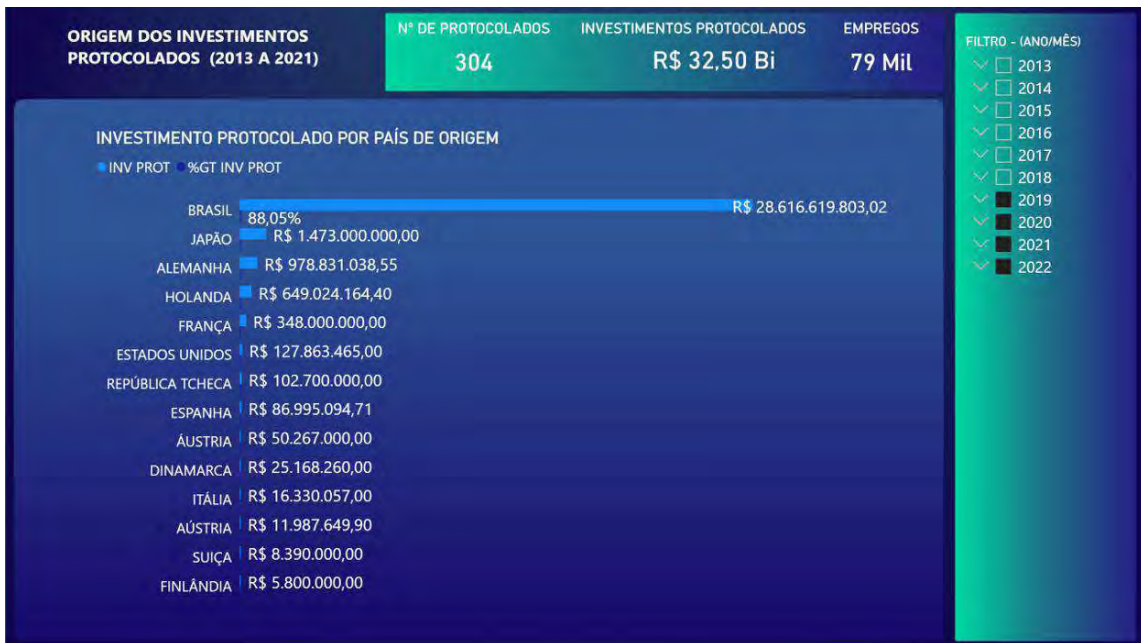 ORIGEM DOS INVESTIMENTOS
PROTOCOLADOS (2013 A 2021)
Nº DE PROTOCOLADOS
304
INVESTIMENTOS PROTOCOLADOS
R$ 32,50 Bi
EMPREGOS
79 Mil
FILTRO - (ANO/MÊS)
2013
2014
2015
2016
2017
2018
2019
2020
2021
2022
INVESTIMENTO PROTOCOLADO POR PAÍS DE ORIGEM
INV PROT %GT INV PROT
BRASIL 88,05% R$ 28.616.619.803,02
JAPÃO R$ 1.473.000.000,00
ALEMANHA R$ 978.831.038,55
HOLANDA R$ 649.024.164,40
FRANÇA R$ 348.000.000,00
ESTADOS UNIDOS R$ 127.863.465,00
REPÚBLICA TCHECA R$ 102.700.000,00
ESPANHA R$ 86.995.094,71
ÁUSTRIA R$ 50.267.000,00
DINAMARCA R$ 25.168.260,00
ITÁLIA R$ 16.330.057,00
AÚSTRIA R$ 11.987.649,90
SUIÇA R$ 8.390.000,00
FINLÂNDIA R$ 5.800.000,00